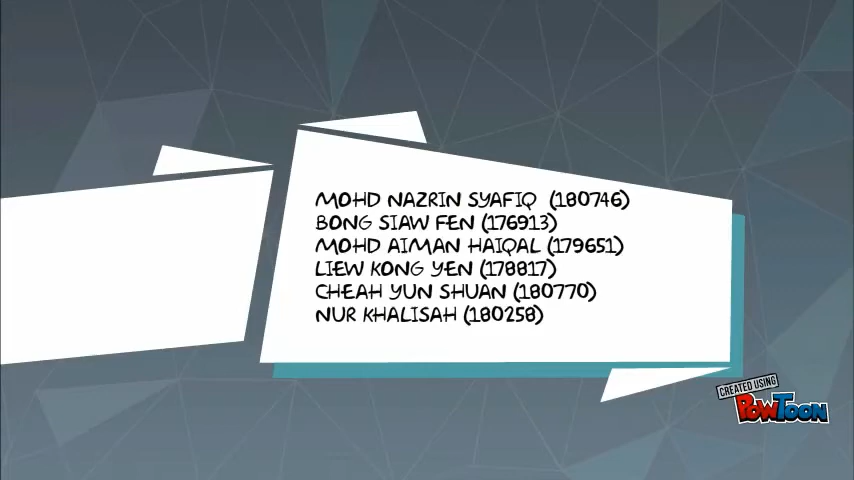 MOHD NAZRIN SYAFIQ (180746)
BONG SIAW FEN (176913)
MOHD AIMAN HAIQAL (179651)
LIEW KONG YEN (178817)
CHEAH YUN SHUAN (180770)
NUR KHALISAH (180258)
CREATED USING
POWTOON